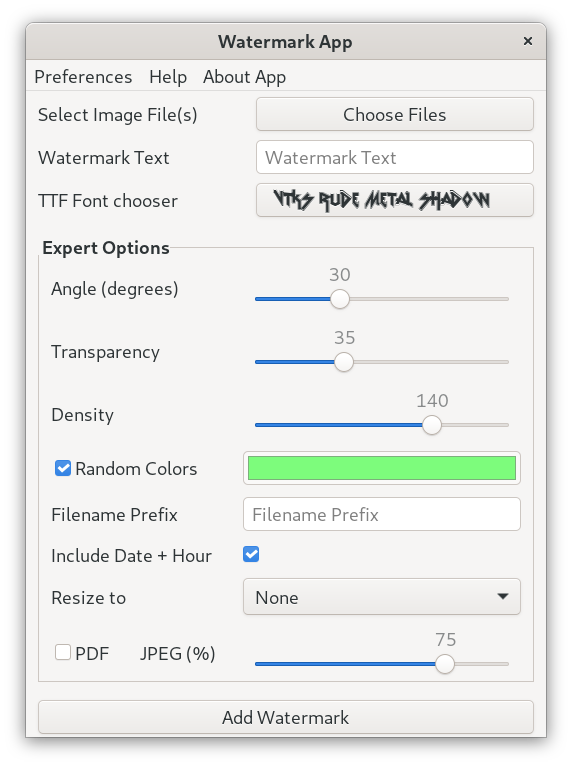 Watermark App
×
Preferences Help About App
Select Image File(s) Choose Files
Watermark Text Watermark Text
TTF Font chooser Vtks Rude Metal Shadow
Expert Options
30
Angle (degrees)
35
Transparency
140
Density
Random Colors
Filename Prefix Filename Prefix
Include Date + Hour
Resize to None
75
PDF JPEG (%)
Add Watermark